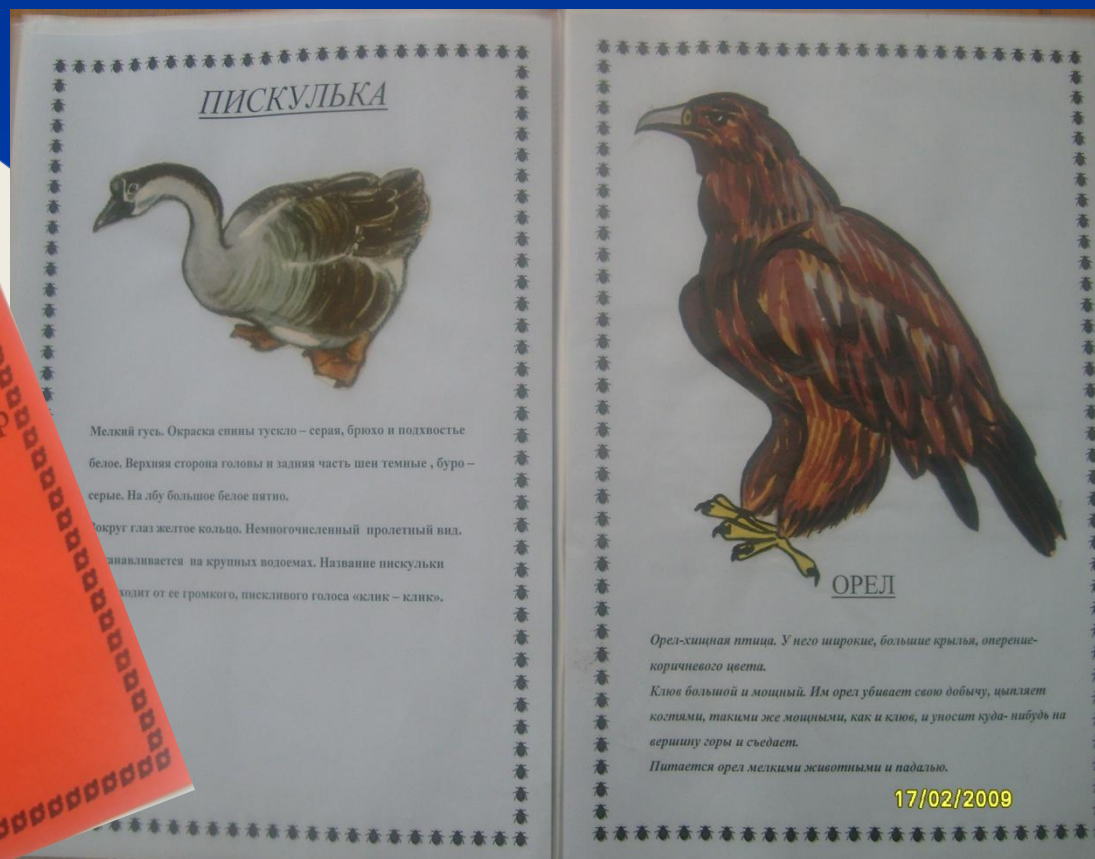 ПИСКУЛЬКА
Мелкий гусь. Окраска спины тускло – серая, брюхо и подхвостье
белое. Верхняя сторона головы и задняя часть шеи темные , буро –
серые. На лбу большое белое пятно.
Вокруг глаз желтое кольцо. Немногочисленный пролетный вид.
на крупных водоемах. Название пискульки
от ее громкого, пискливого голоса «клик – клик».
ОРЕЛ
Орел-хищная птица. У него широкие, большие крылья, оперение-
коричневого цвета.
Клюв большой и мощный. Им орел убивает свою добычу, цыпляет
когтями, такими же мощными, как и клюв, и уносит куда- нибудь на
вершину горы и съедает.
Питается орел мелкими животными и падалью.
17/02/2009